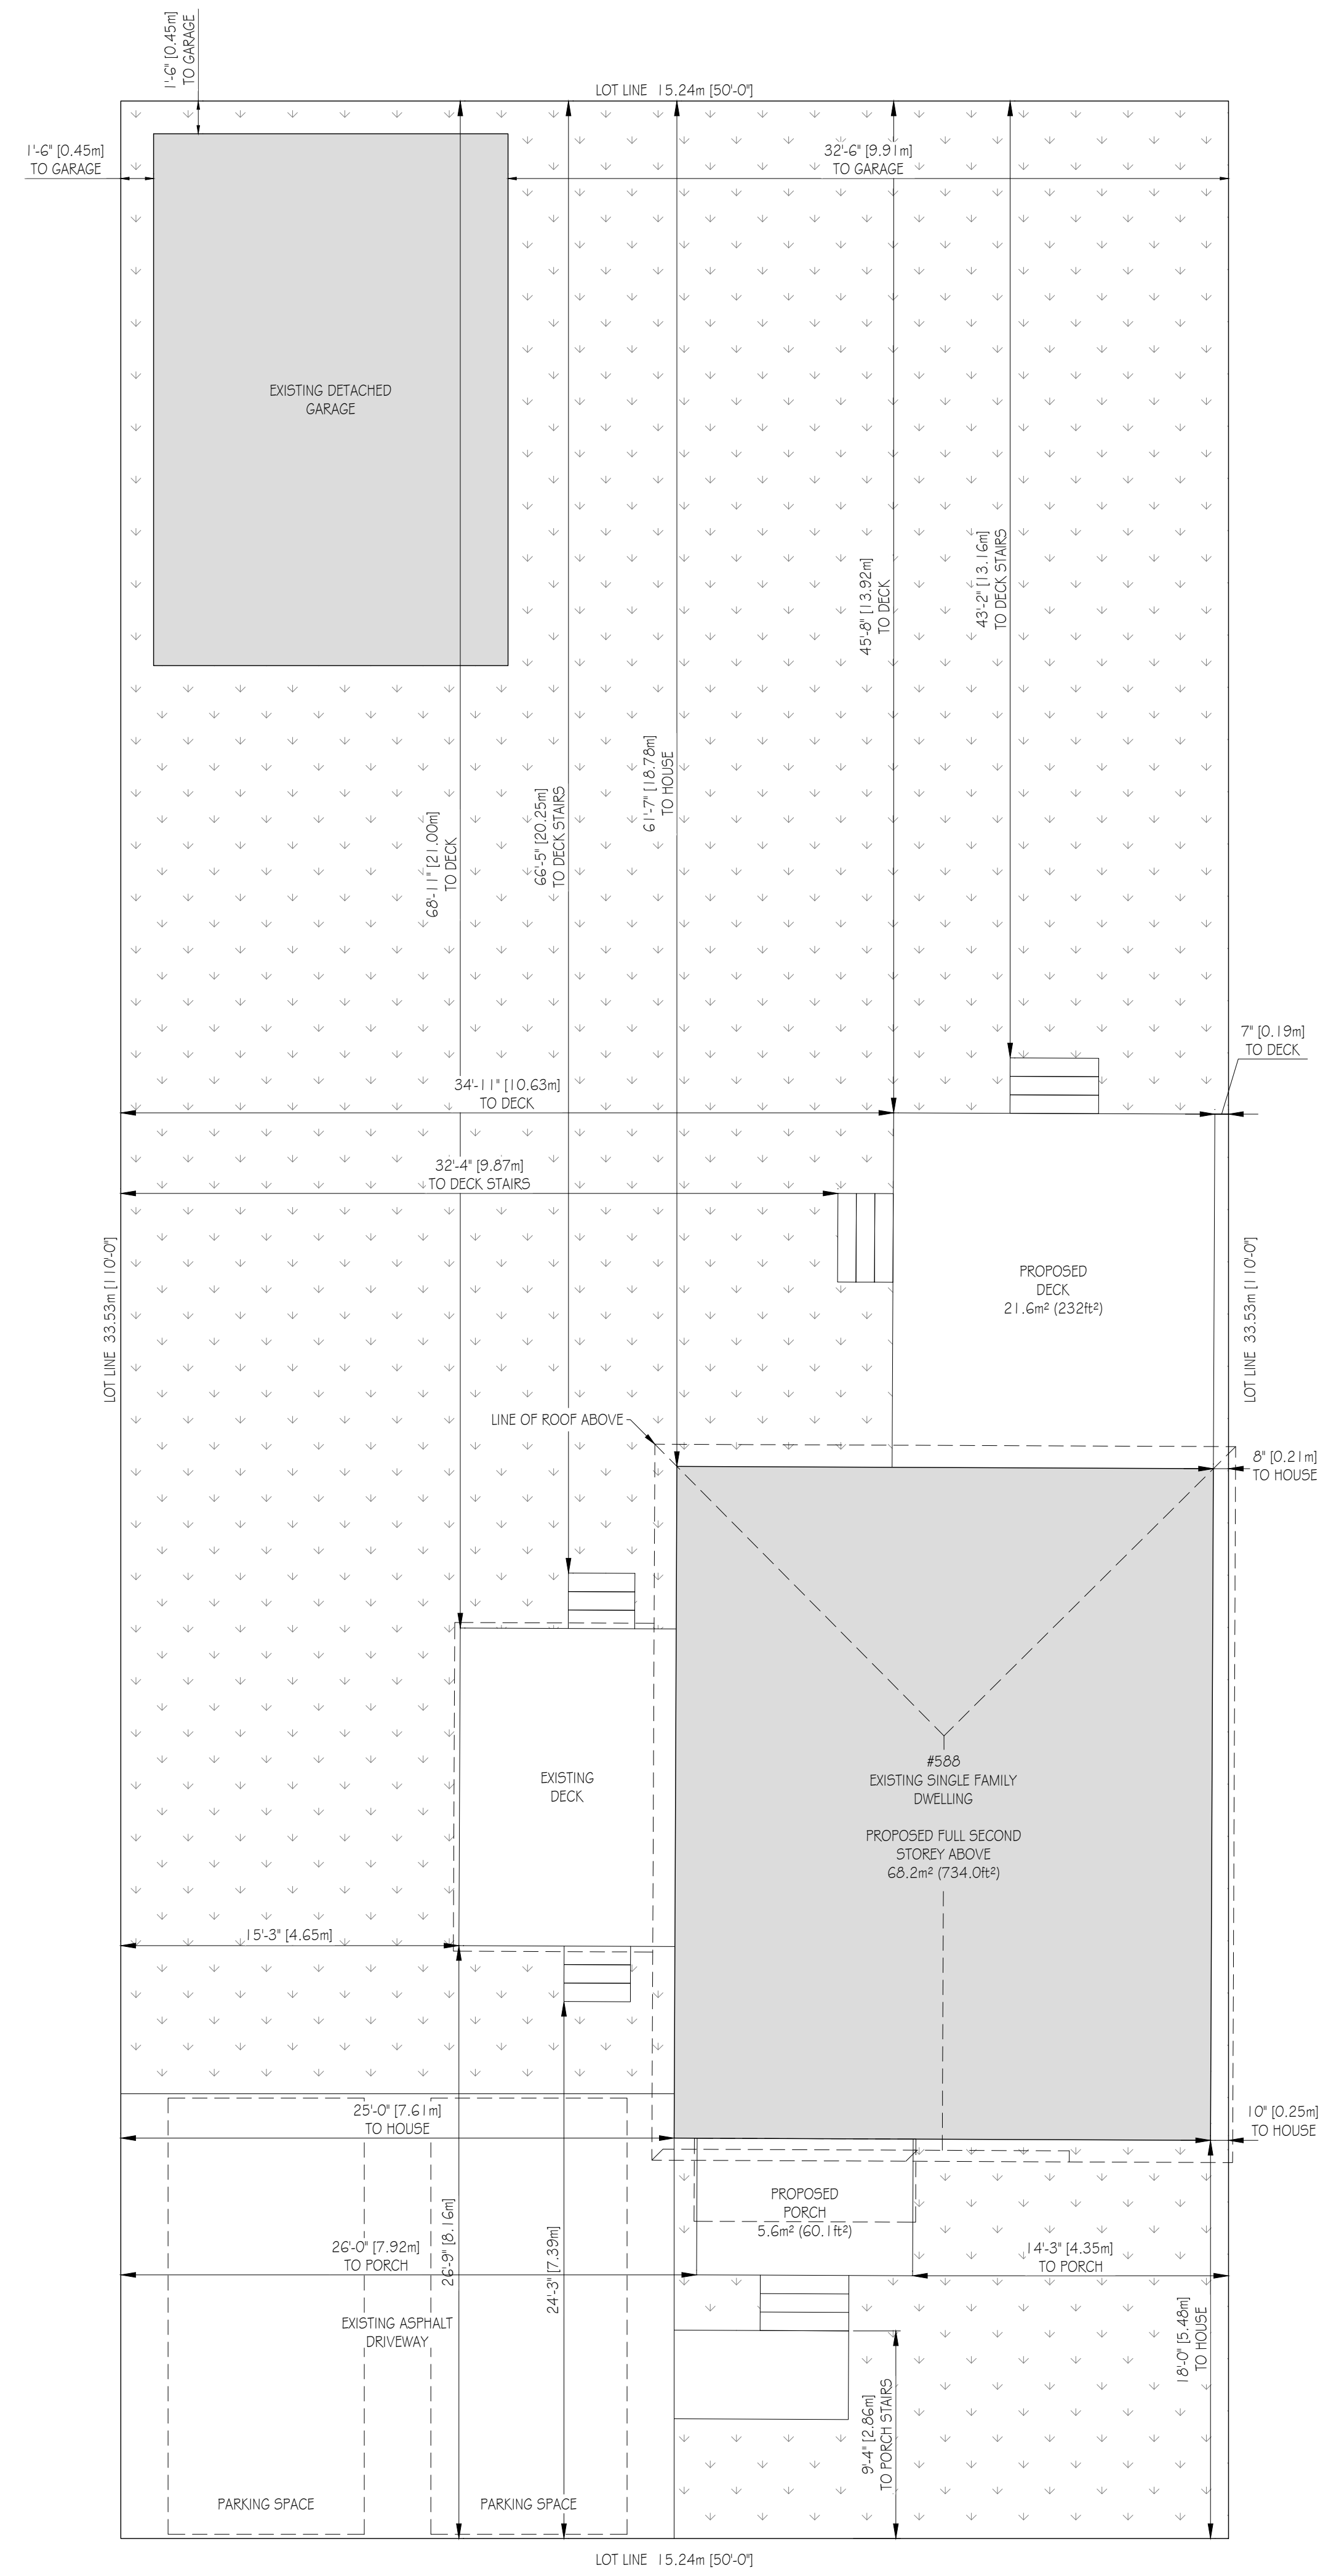 1'-6" [0.45m]
TO GARAGE
LOT LINE 15.24m [50'-0"]
1'-6" [0.45m]
TO GARAGE
32'-6" [9.91m]
TO GARAGE
EXISTING DETACHED
GARAGE
45'-8" [13.92m]
TO DECK
43'-2" [13.16m]
TO DECK STAIRS
61'-7" [18.78m]
TO HOUSE
66'-5" [20.25m]
TO DECK STAIRS
68'-11" [21.00m]
TO DECK
7" [0.19m]
TO DECK
34'-11" [10.63m]
TO DECK
32'-4" [9.87m]
TO DECK STAIRS
LOT LINE 33.53m [110'-0"]
PROPOSED
DECK
21.6m² (232ft²)
LOT LINE 33.53m [110'-0"]
LINE OF ROOF ABOVE
8" [0.21m]
TO HOUSE
#588
EXISTING SINGLE FAMILY
DWELLING
PROPOSED FULL SECOND
STOREY ABOVE
68.2m² (734.0ft²)
EXISTING
DECK
15'-3" [4.65m]
25'-0" [7.61m]
TO HOUSE
10" [0.25m]
TO HOUSE
PROPOSED
PORCH
5.6m² (60.1ft²)
26'-0" [7.92m]
TO PORCH
26'-9" [8.16m]
24'-3" [7.39m]
14'-3" [4.35m]
TO PORCH
EXISTING ASPHALT
DRIVEWAY
18'-0" [5.48m]
TO HOUSE
9'-4" [2.86m]
TO PORCH STAIRS
PARKING SPACE
PARKING SPACE
LOT LINE 15.24m [50'-0"]